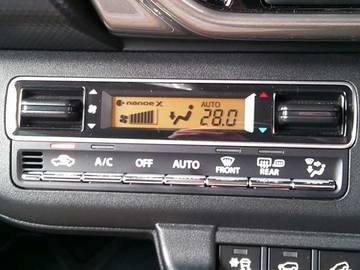 nanoe X
AUTO
28.0
A/C OFF AUTO FRONT REAR